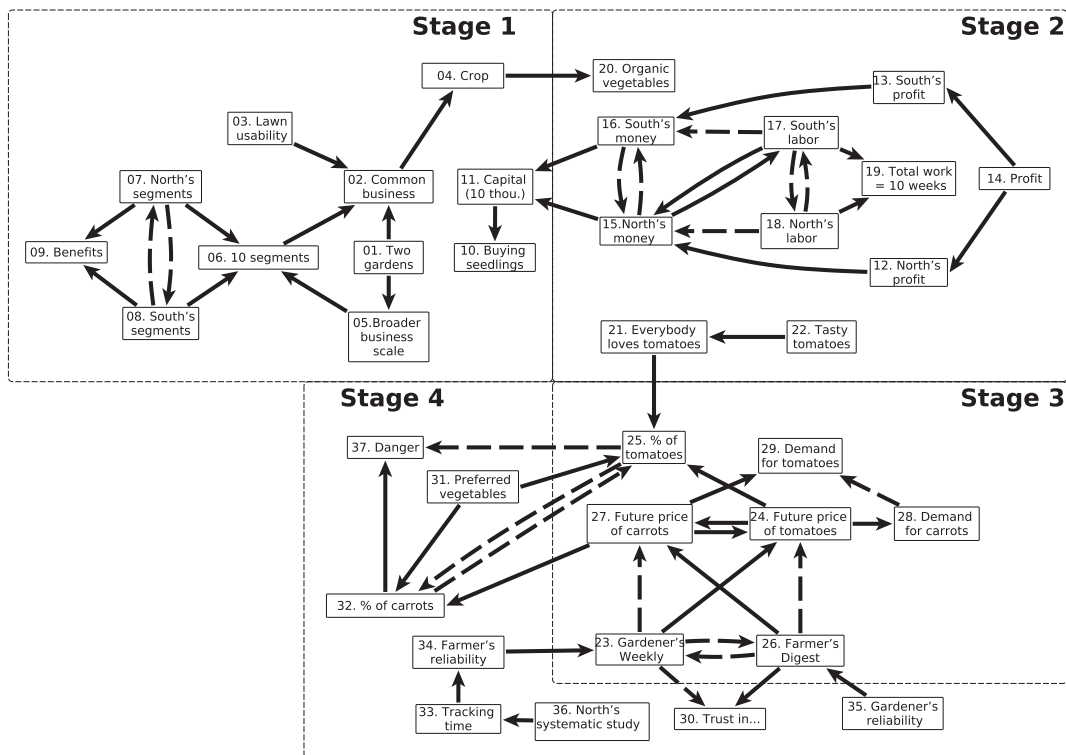 Stage 1
Stage 2
04. Crop
20. Organic
vegetables
13. South's
profit
03. Lawn
usability
16. South's
money
17. South's
labor
07. North's
segments
02. Common
business
11. Capital
(10 thou.)
19. Total work
= 10 weeks
14. Profit
09. Benefits
06. 10 segments
01. Two
gardens
10. Buying
seedlings
15.North's
money
18. North's
labor
12. North's
profit
08. South's
segments
05.Broader
business
scale
21. Everybody
loves tomatoes
22. Tasty
tomatoes
Stage 4
Stage 3
37. Danger
25. % of
tomatoes
29. Demand
for tomatoes
31. Preferred
vegetables
27. Future price
of carrots
24. Future price
of tomatoes
28. Demand
for carrots
32. % of carrots
34. Farmer's
reliability
23. Gardener's
Weekly
26. Farmer's
Digest
33. Tracking
time
36. North's
systematic study
30. Trust in...
35. Gardener's
reliability